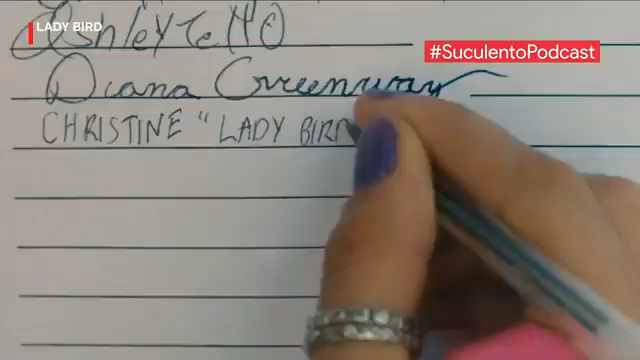 LADY BIRD
Ashley Tello
#SuculentoPodcast
Diana Greenway
CHRISTINE "LADY BIRD